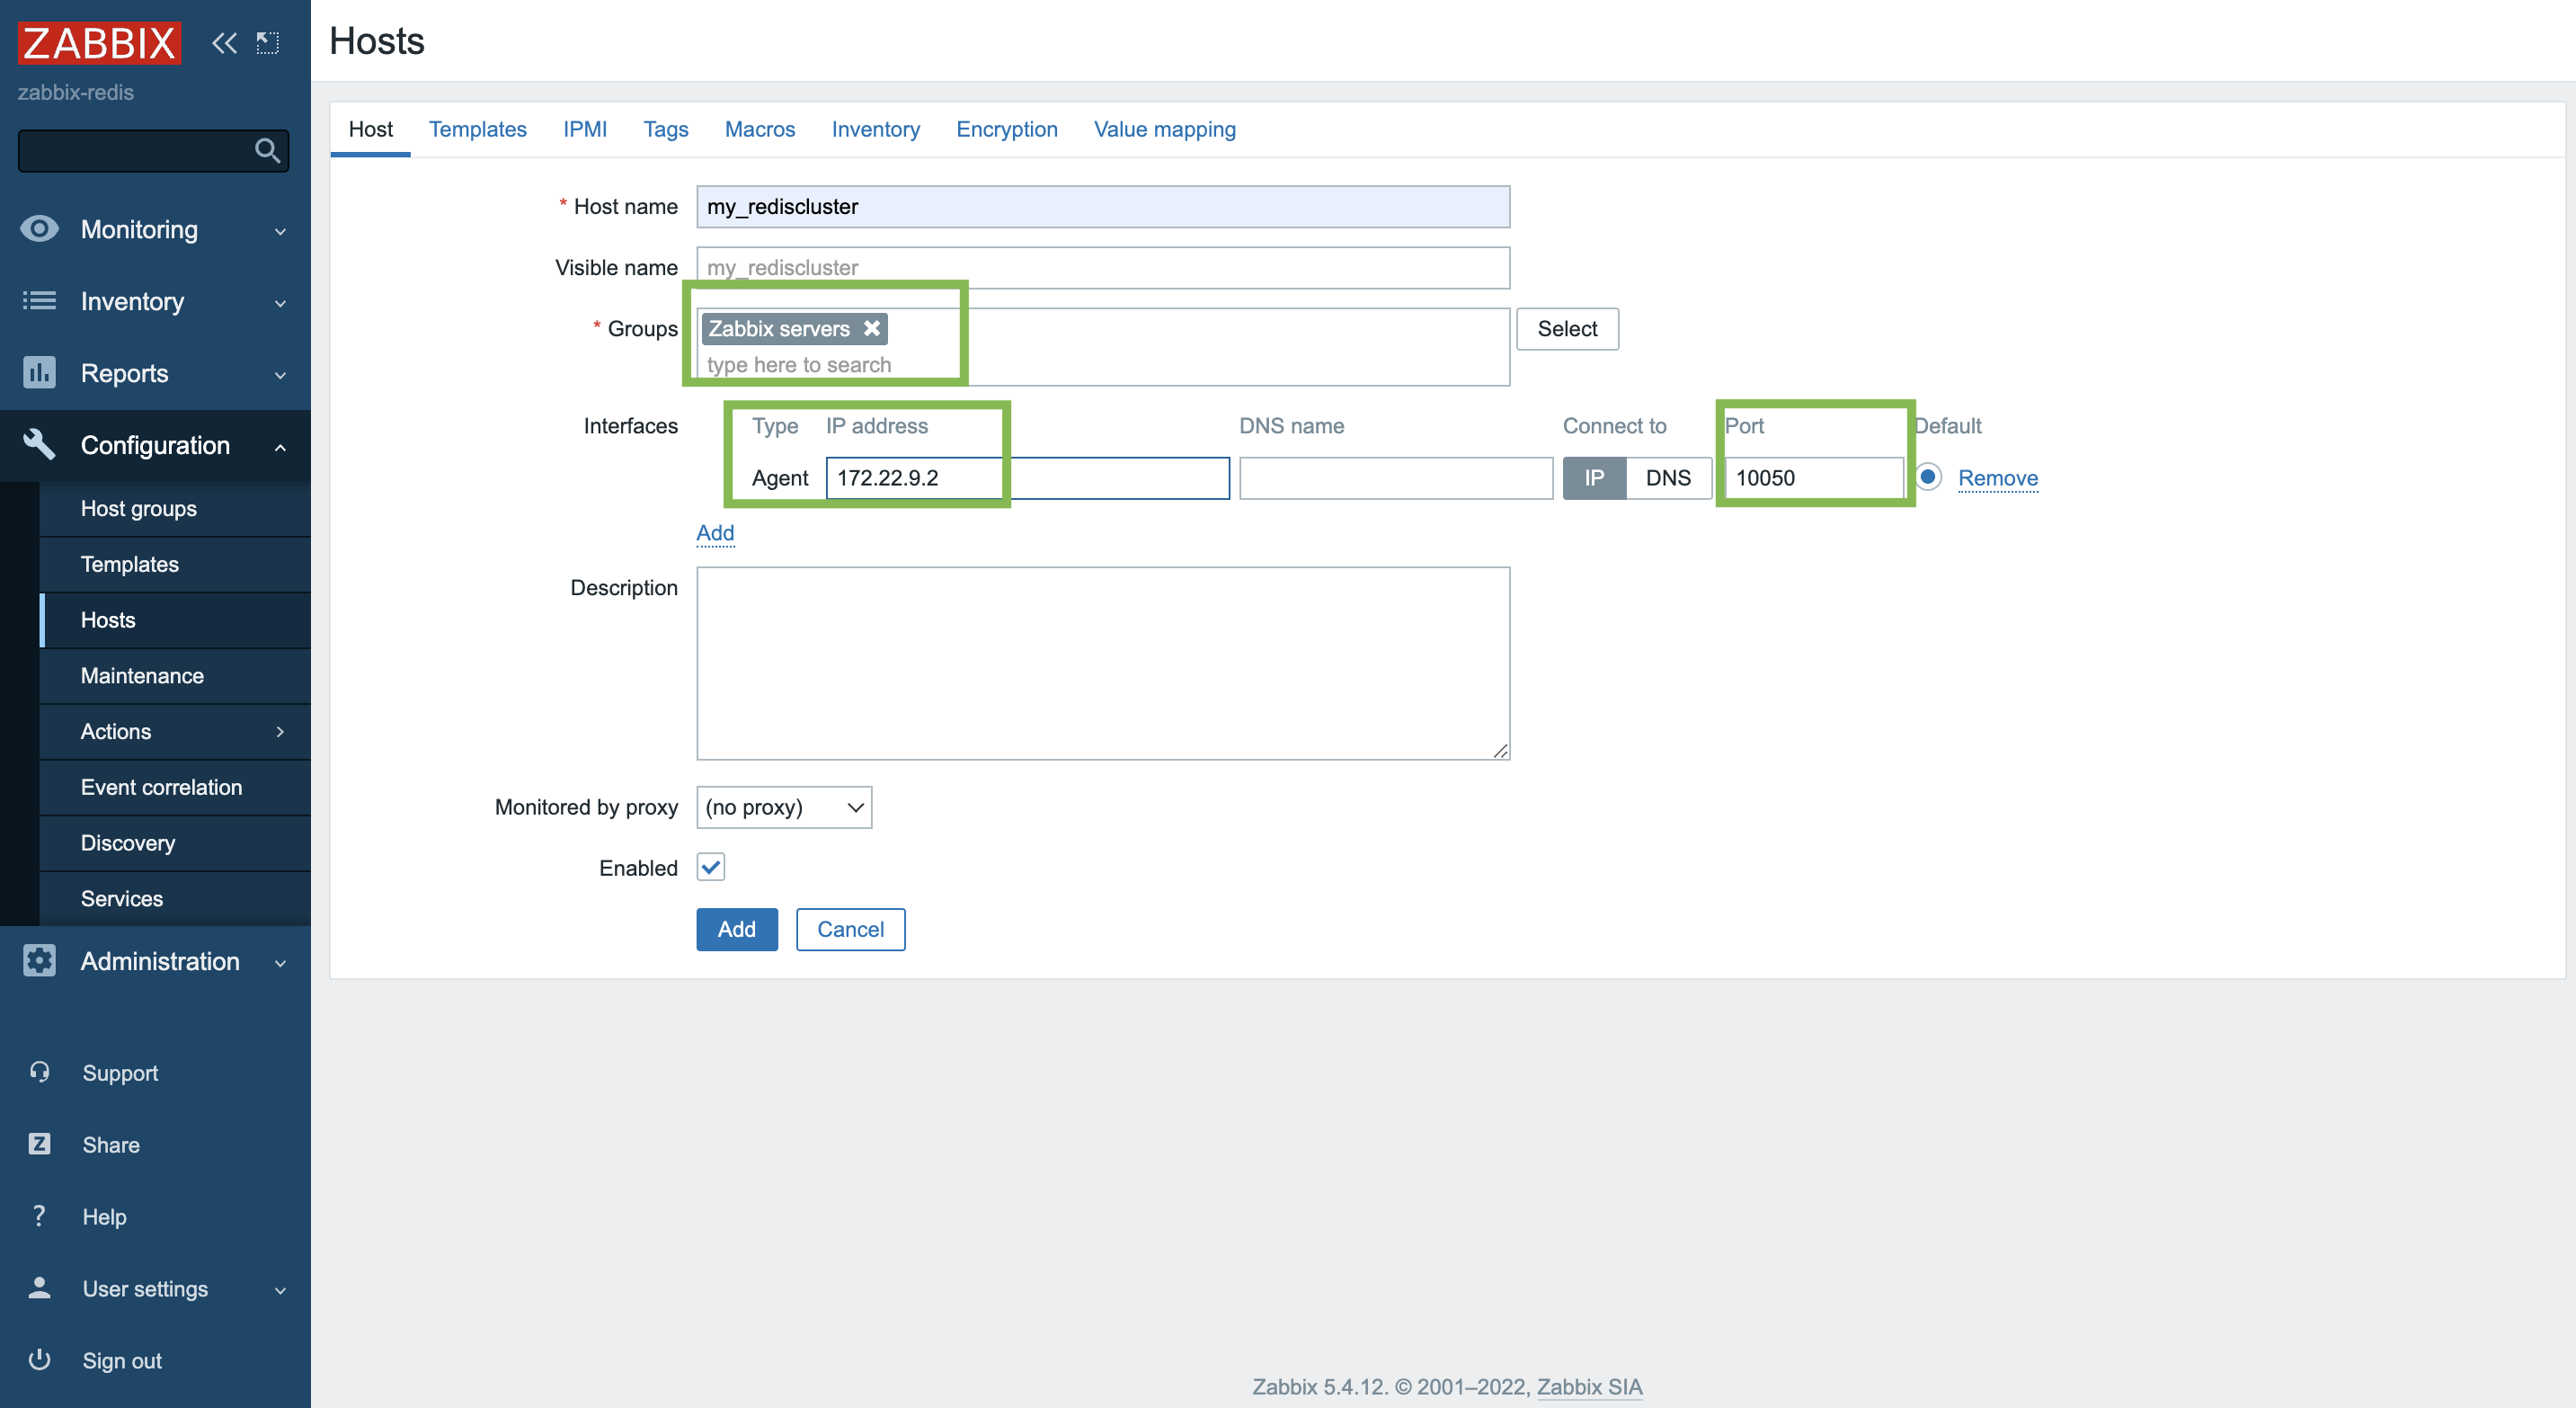 ZABBIX
zabbix-redis
Monitoring
Inventory
Reports
Configuration
Host groups
Templates
Hosts
Maintenance
Actions
Event correlation
Discovery
Services
Administration
Support
Z Share
? Help
User settings
Sign out
Hosts
Host Templates IPMI Tags Macros Inventory Encryption Value mapping
* Host name my_rediscluster
Visible name my_rediscluster
* Groups Zabbix servers Select
type here to search
Interfaces Type IP address DNS name Connect to Port Default
Agent 172.22.9.2 IP DNS 10050 Remove
Add
Description
Monitored by proxy (no proxy)
Enabled
Add Cancel
Zabbix 5.4.12. © 2001–2022, Zabbix SIA